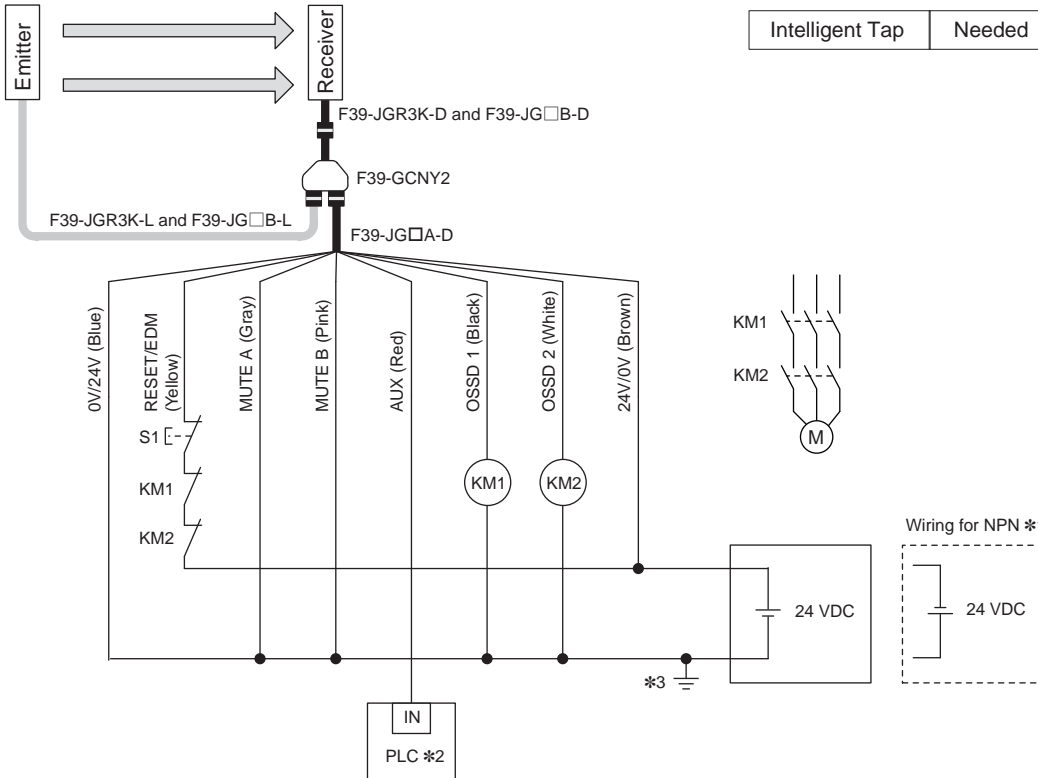 Emitter
Receiver
Intelligent Tap
Needed
F39-JGR3K-D and F39-JG□B-D
F39-GCNY2
F39-JGR3K-L and F39-JG□B-L
F39-JG□A-D
0V/24V (Blue)
RESET/EDM
(Yellow)
MUTE A (Gray)
MUTE B (Pink)
AUX (Red)
OSSD 1 (Black)
OSSD 2 (White)
24V/0V (Brown)
KM1
KM2
M
S1
KM1
KM2
KM1
KM2
Wiring for NPN
24 VDC
24 VDC
✻3
IN
PLC ✻2